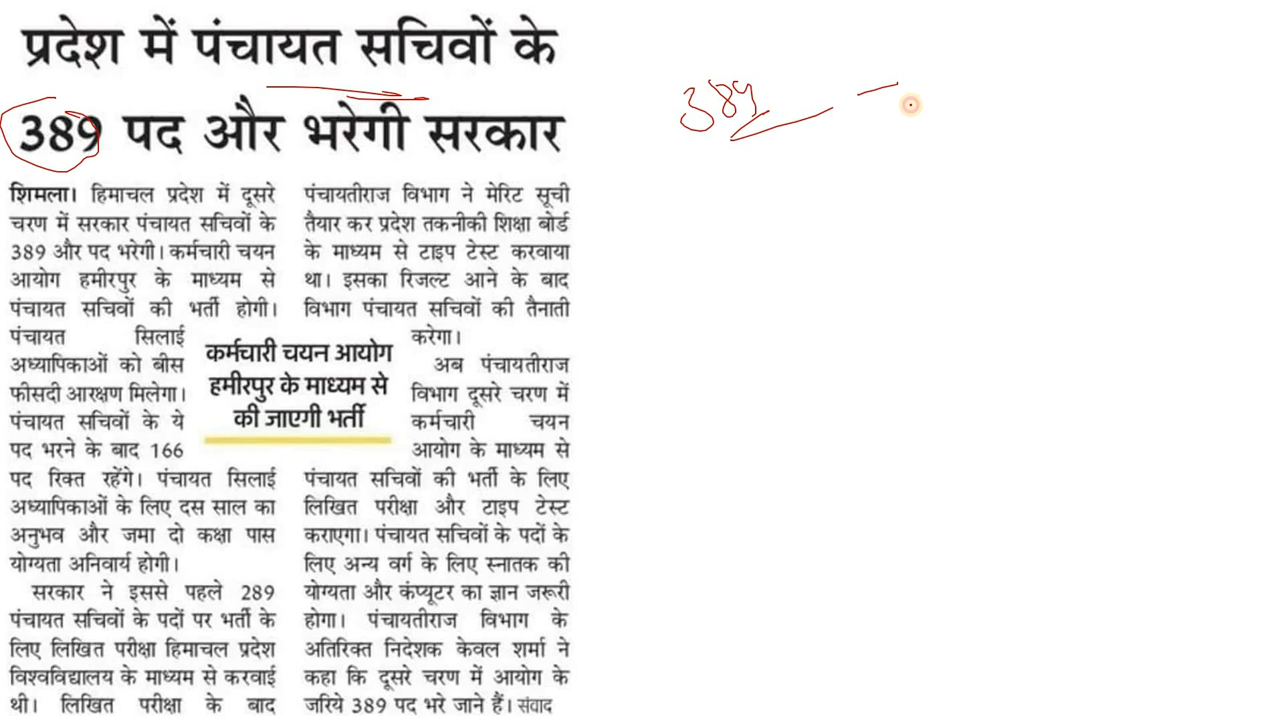 प्रदेश में पंचायत सचिवों के
389 पद और भरेगी सरकार
शिमला। हिमाचल प्रदेश में दूसरे
चरण में सरकार पंचायत सचिवों के
389 और पद भरेगी। कर्मचारी चयन
आयोग हमीरपुर के माध्यम से
पंचायत सचिवों की भर्ती होगी।
पंचायत सिलाई
अध्यापिकाओं को बीस
फीसदी आरक्षण मिलेगा।
पंचायत सचिवों के ये
पद भरने के बाद 166
पद रिक्त रहेंगे। पंचायत सिलाई
अध्यापिकाओं के लिए दस साल का
अनुभव और जमा दो कक्षा पास
योग्यता अनिवार्य होगी।
सरकार ने इससे पहले 289
पंचायत सचिवों के पदों पर भर्ती के
लिए लिखित परीक्षा हिमाचल प्रदेश
विश्वविद्यालय के माध्यम से करवाई
थी। लिखित परीक्षा के बाद
कर्मचारी चयन आयोग
हमीरपुर के माध्यम से
की जाएगी भर्ती
पंचायतीराज विभाग ने मेरिट सूची
तैयार कर प्रदेश तकनीकी शिक्षा बोर्ड
के माध्यम से टाइप टेस्ट करवाया
था। इसका रिजल्ट आने के बाद
विभाग पंचायत सचिवों की तैनाती
करेगा।
अब पंचायतीराज
विभाग दूसरे चरण में
कर्मचारी चयन
आयोग के माध्यम से
पंचायत सचिवों की भर्ती के लिए
लिखित परीक्षा और टाइप टेस्ट
कराएगा। पंचायत सचिवों के पदों के
लिए अन्य वर्ग के लिए स्नातक की
योग्यता और कंप्यूटर का ज्ञान जरूरी
होगा। पंचायतीराज विभाग के
अतिरिक्त निदेशक केवल शर्मा ने
कहा कि दूसरे चरण में आयोग के
जरिये 389 पद भरे जाने हैं। संवाद
389